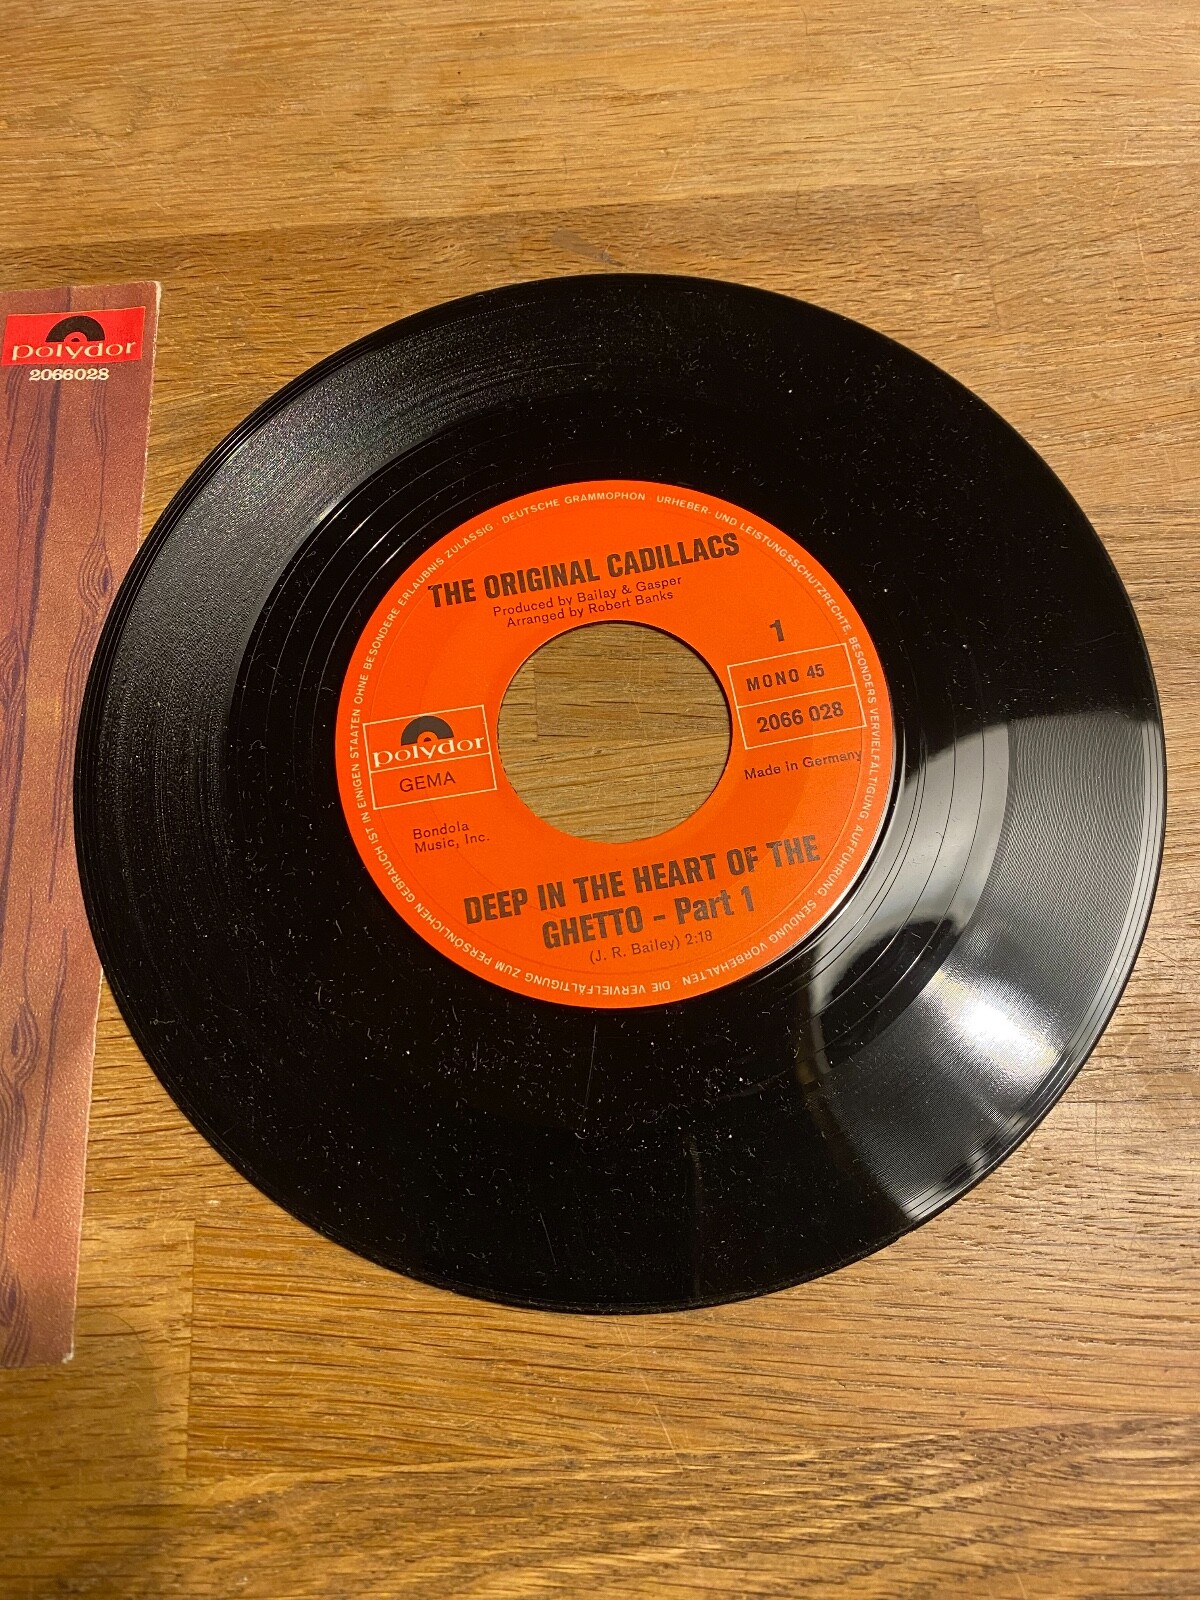 polydor
2066028
THE ORIGINAL CADILLACS
Produced by Bailay & Gasper
Arranged by Robert Banks
1
MONO 45
2066 028
Made in Germany
polydor
GEMA
Bondola
Music, Inc.
DEEP IN THE HEART OF THE
GHETTO - Part 1
(J. R. Bailey) 2:18
DEUTSCHE GRAMMOPHON · URHEBER- UND LEISTUNGSSCHUTZRECHTE, BESONDERS VERVIELFÄLTIGUNG, AUFFÜHRUNG, SENDUNG VORBEHALTEN · DIE VERVIELFÄLTIGUNG ZUM PERSÖNLICHEN GEBRAUCH IST IN EINIGEN STAATEN OHNE BESONDERE ERLAUBNIS ZULÄSSIG ·